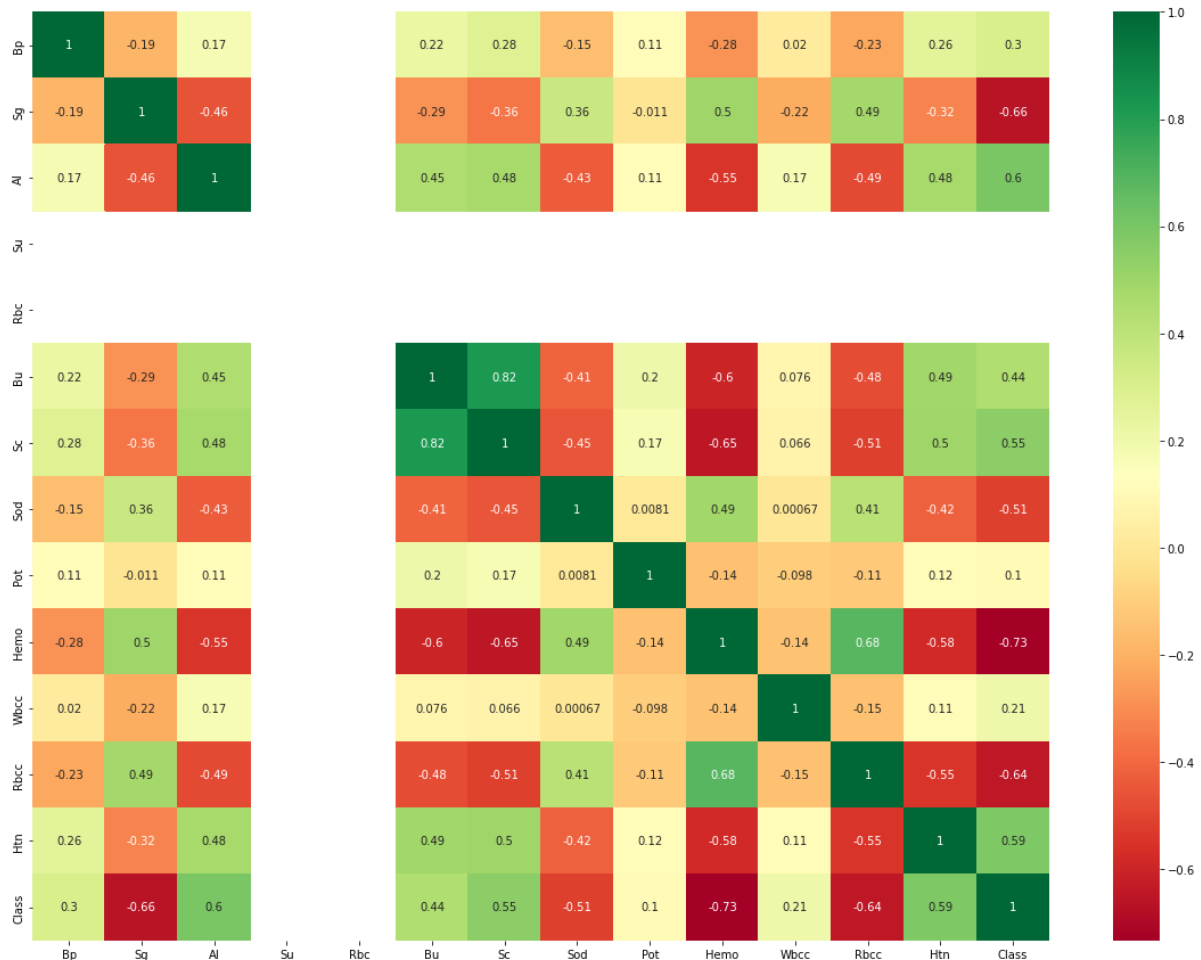 Bp 1 -0.19 0.17 0.22 0.28 -0.15 0.11 -0.28 0.02 -0.23 0.26 0.3
Sg -0.19 1 -0.46 -0.29 -0.36 0.36 -0.011 0.5 -0.22 0.49 -0.32 -0.66
Al 0.17 -0.46 1 0.45 0.48 -0.43 0.11 -0.55 0.17 -0.49 0.48 0.6
Su
Rbc
Bu 0.22 -0.29 0.45 1 0.82 -0.41 0.2 -0.6 0.076 -0.48 0.49 0.44
Sc 0.28 -0.36 0.48 0.82 1 -0.45 0.17 -0.65 0.066 -0.51 0.5 0.55
Sod -0.15 0.36 -0.43 -0.41 -0.45 1 0.0081 0.49 0.00067 0.41 -0.42 -0.51
Pot 0.11 -0.011 0.11 0.2 0.17 0.0081 1 -0.14 -0.098 -0.11 0.12 0.1
Hemo -0.28 0.5 -0.55 -0.6 -0.65 0.49 -0.14 1 -0.14 0.68 -0.58 -0.73
Wbcc 0.02 -0.22 0.17 0.076 0.066 0.00067 -0.098 -0.14 1 -0.15 0.11 0.21
Rbcc -0.23 0.49 -0.49 -0.48 -0.51 0.41 -0.11 0.68 -0.15 1 -0.55 -0.64
Htn 0.26 -0.32 0.48 0.49 0.5 -0.42 0.12 -0.58 0.11 -0.55 1 0.59
Class 0.3 -0.66 0.6 0.44 0.55 -0.51 0.1 -0.73 0.21 -0.64 0.59 1
Bp Sg Al Su Rbc Bu Sc Sod Pot Hemo Wbcc Rbcc Htn Class
1.0
0.8
0.6
0.4
0.2
0.0
−0.2
−0.4
−0.6